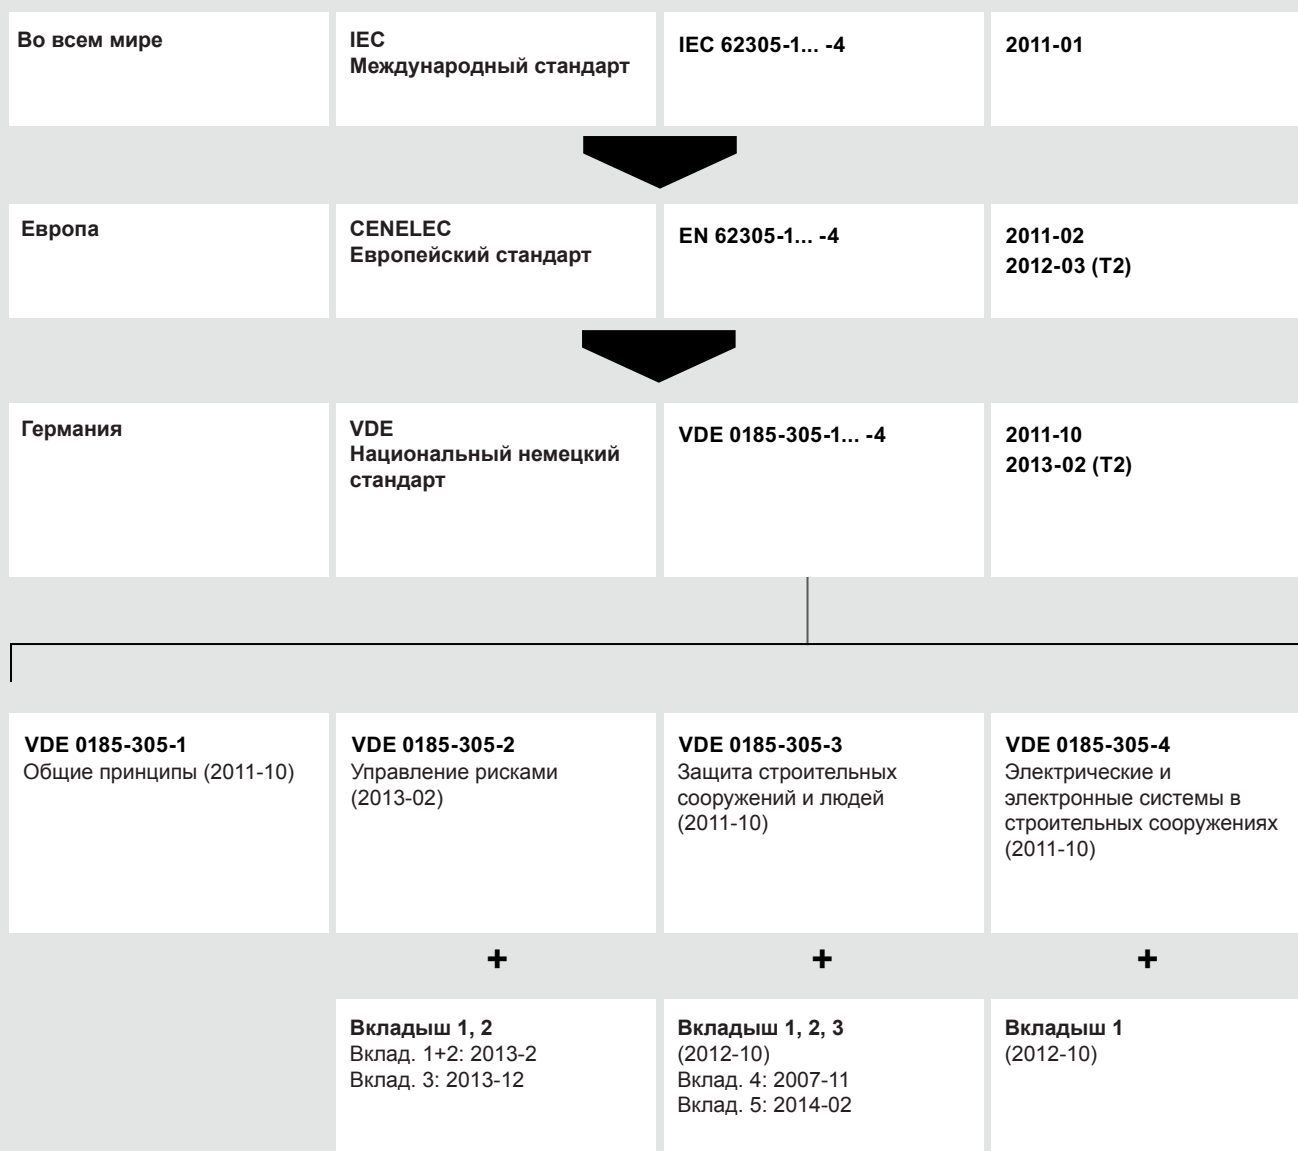 Во всем мире
IEC
Международный стандарт
IEC 62305-1... -4
2011-01
Европа
CENELEC
Европейский стандарт
EN 62305-1... -4
2011-02
2012-03 (T2)
Германия
VDE
Национальный немецкий
стандарт
VDE 0185-305-1... -4
2011-10
2013-02 (T2)
VDE 0185-305-1
Общие принципы (2011-10)
VDE 0185-305-2
Управление рисками
(2013-02)
VDE 0185-305-3
Защита строительных
сооружений и людей
(2011-10)
VDE 0185-305-4
Электрические и
электронные системы в
строительных сооружениях
(2011-10)
+
+
+
Вкладыш 1, 2
Вклад. 1+2: 2013-2
Вклад. 3: 2013-12
Вкладыш 1, 2, 3
(2012-10)
Вклад. 4: 2007-11
Вклад. 5: 2014-02
Вкладыш 1
(2012-10)